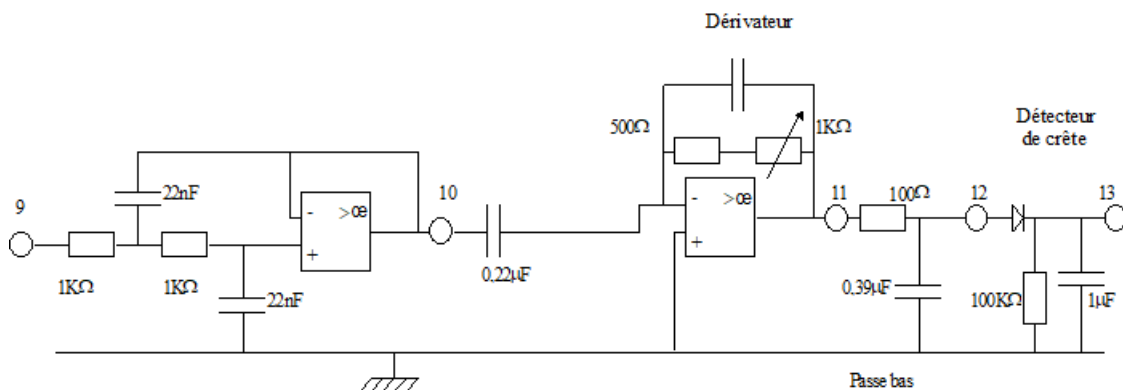 Dérivateur
500Ω
1KΩ
Détecteur
de crête
9
22nF
- >œ
+
10
- >œ
+
11
100Ω
12
13
1KΩ
1KΩ
22nF
0,22µF
0,39µF
100KΩ
1µF
Passe bas